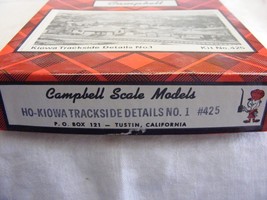 Campbell
Kiowa Trackside Details No.1 Kit No. 425
Campbell Scale Models
HO-KIOWA TRACKSIDE DETAILS NO. 1 #425
P. O. BOX 121 — TUSTIN, CALIFORNIA